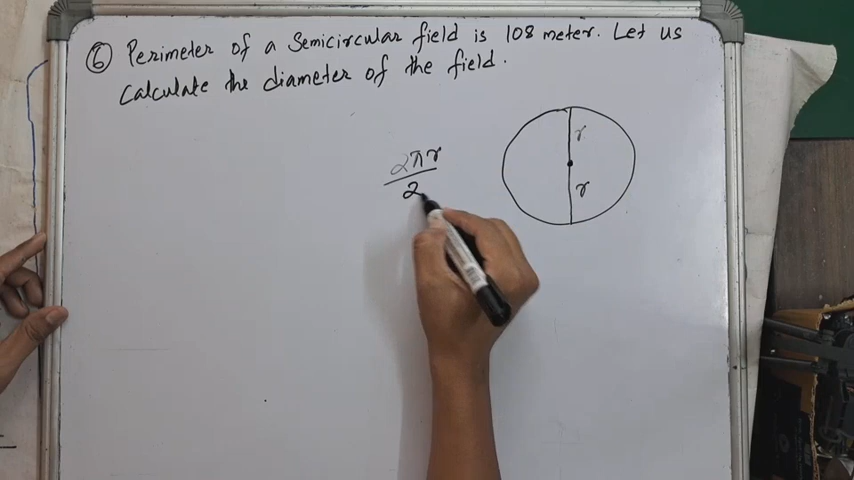 6 Perimeter of a Semicircular field is 108 meter. Let us
Calculate the diameter of the field.
2πr
2
r
r